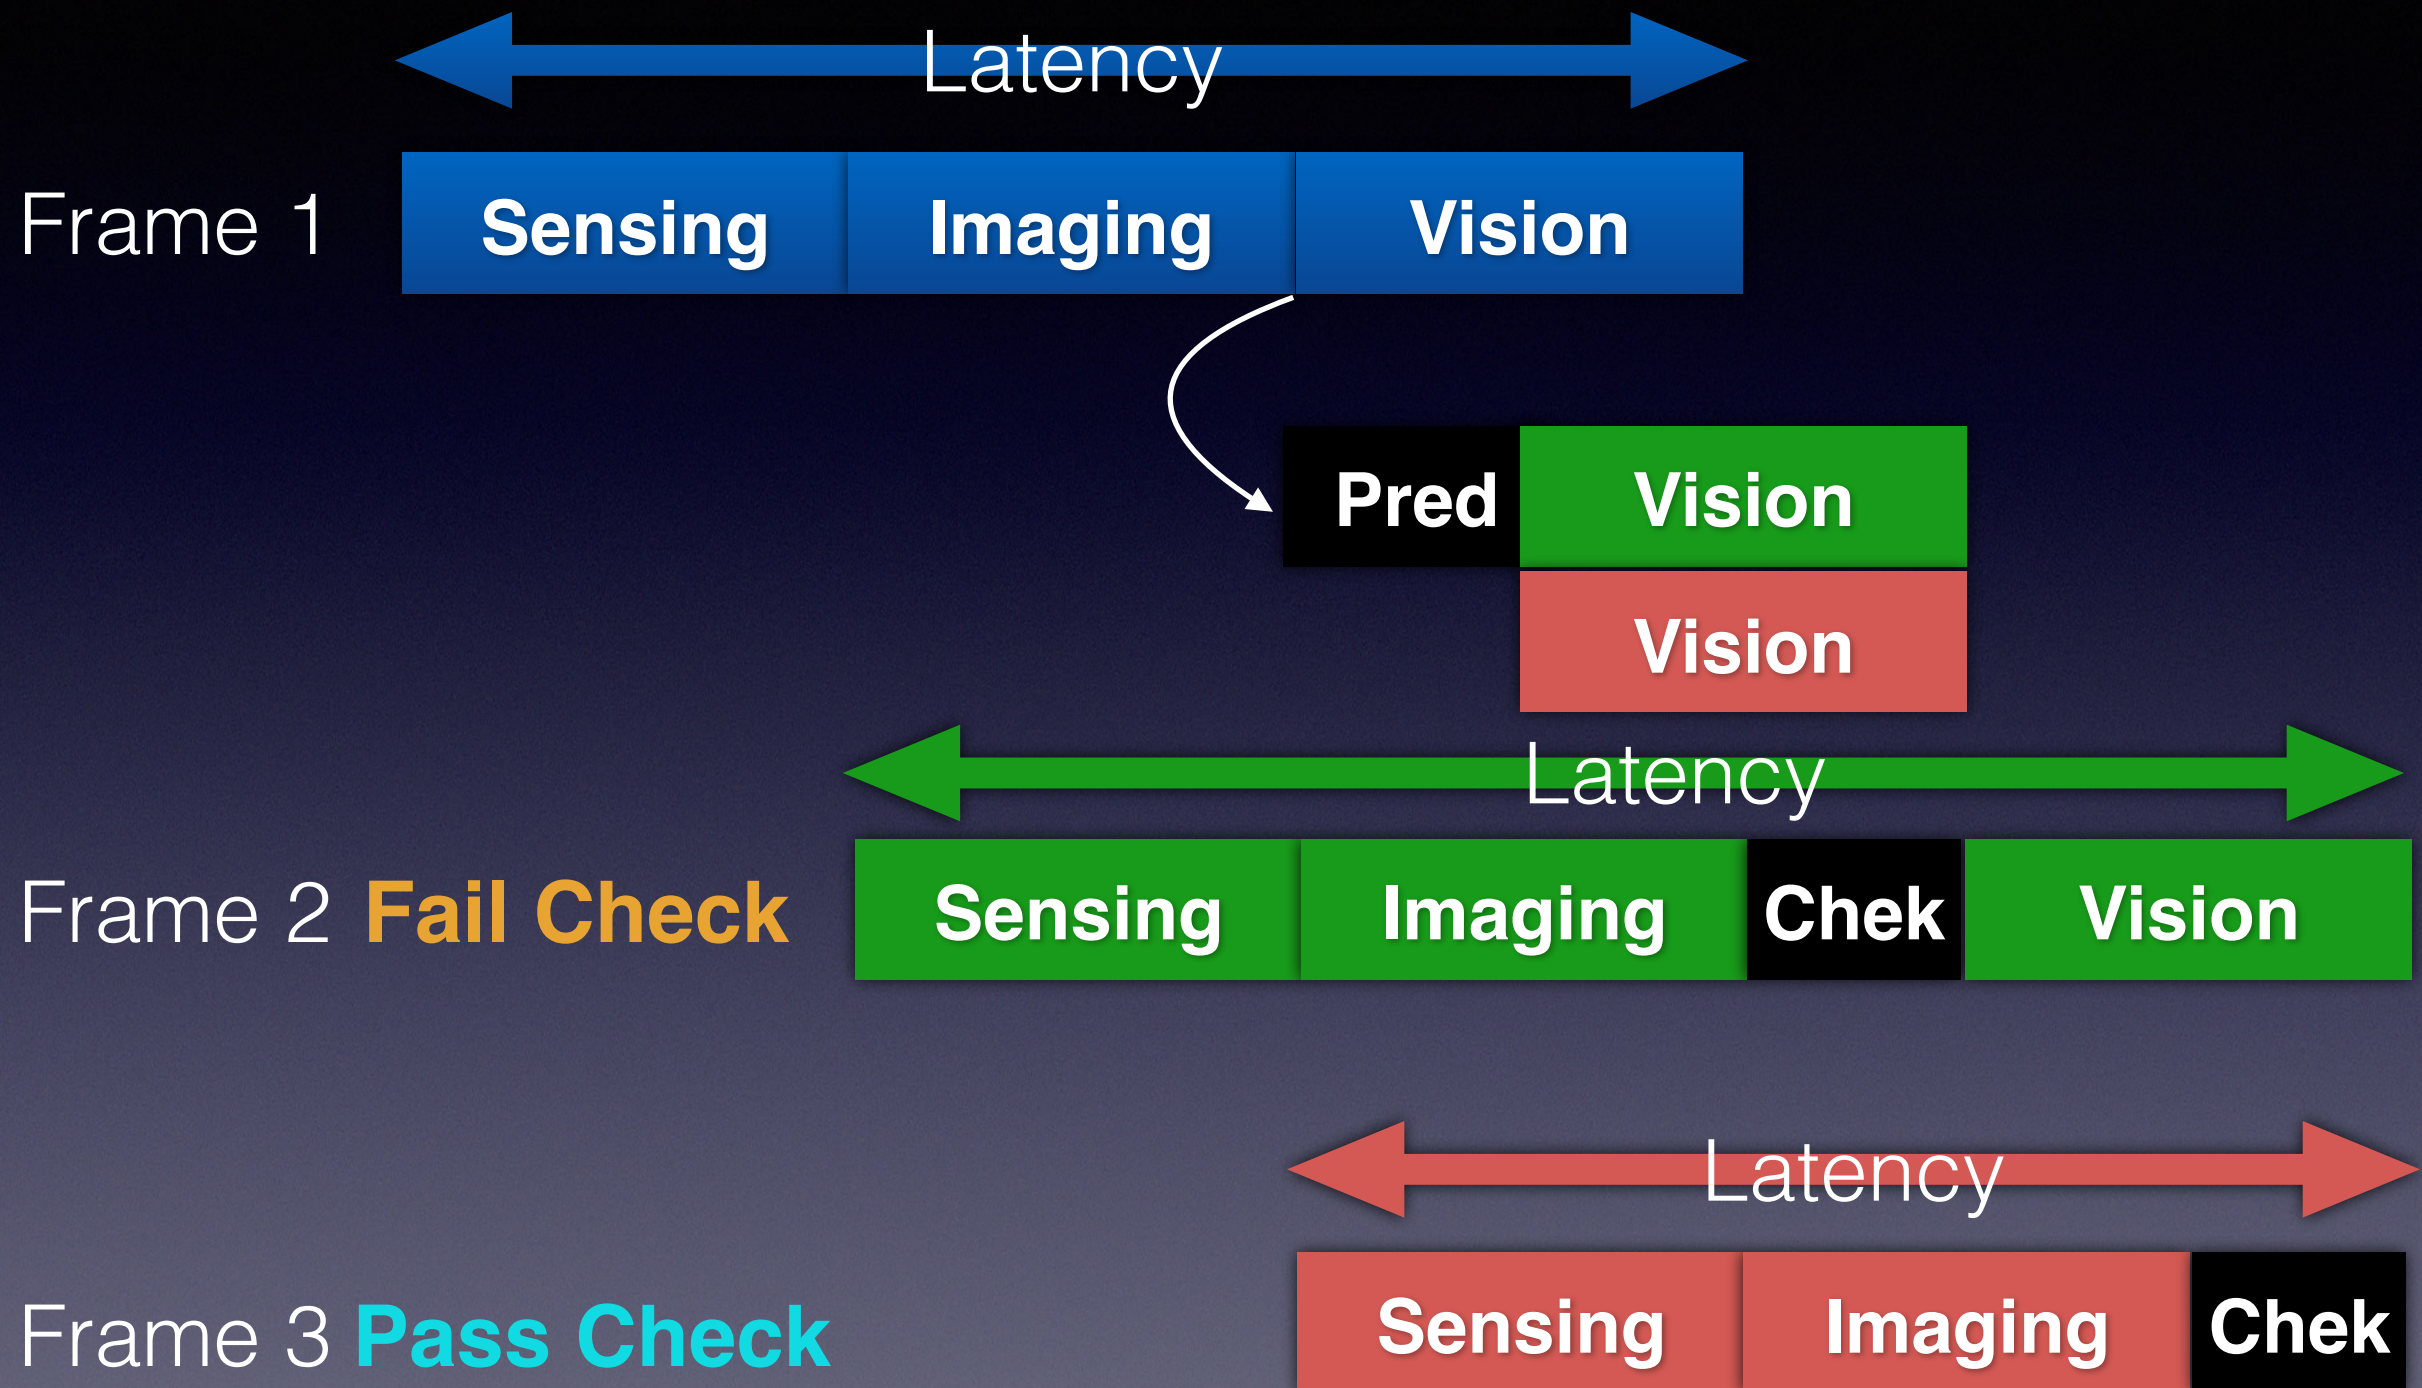 Latency
Frame 1 Sensing Imaging Vision
Pred Vision
Vision
Latency
Frame 2 Fail Check Sensing Imaging Chek Vision
Latency
Frame 3 Pass Check Sensing Imaging Chek